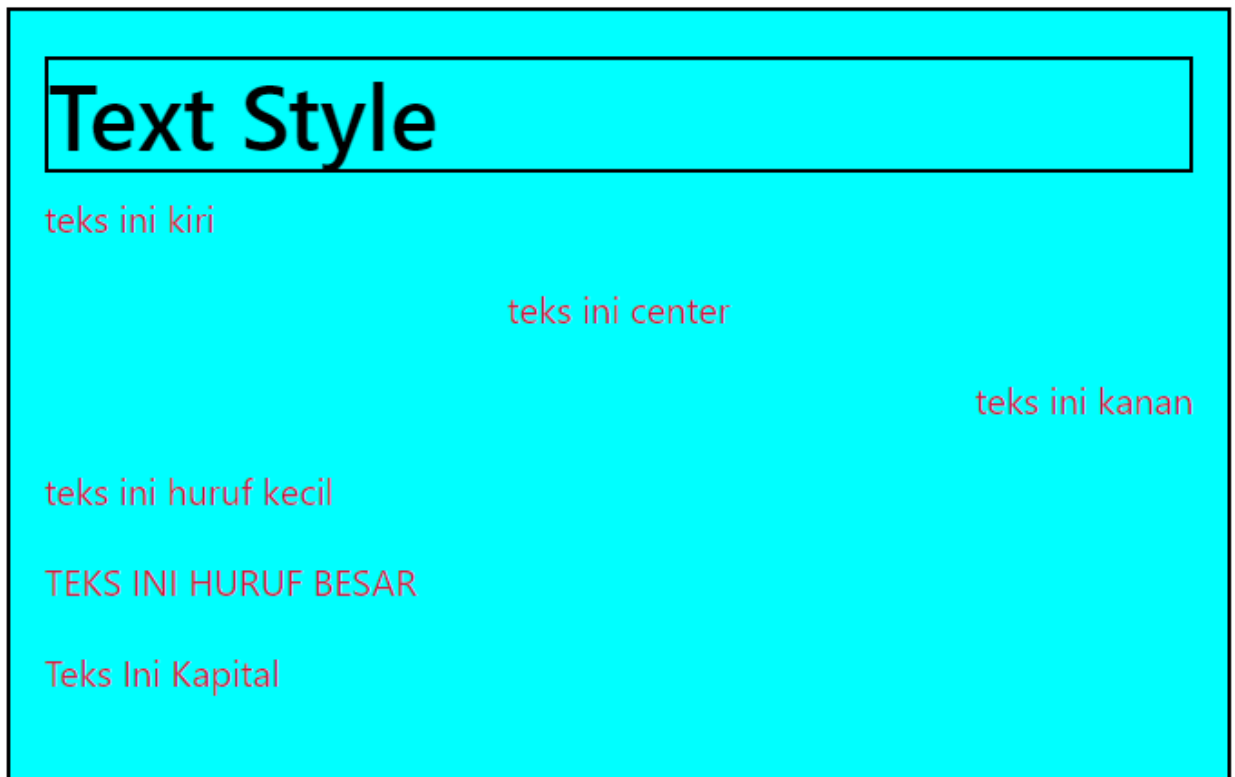 Text Style
teks ini kiri
teks ini center
teks ini kanan
teks ini huruf kecil
TEKS INI HURUF BESAR
Teks Ini Kapital